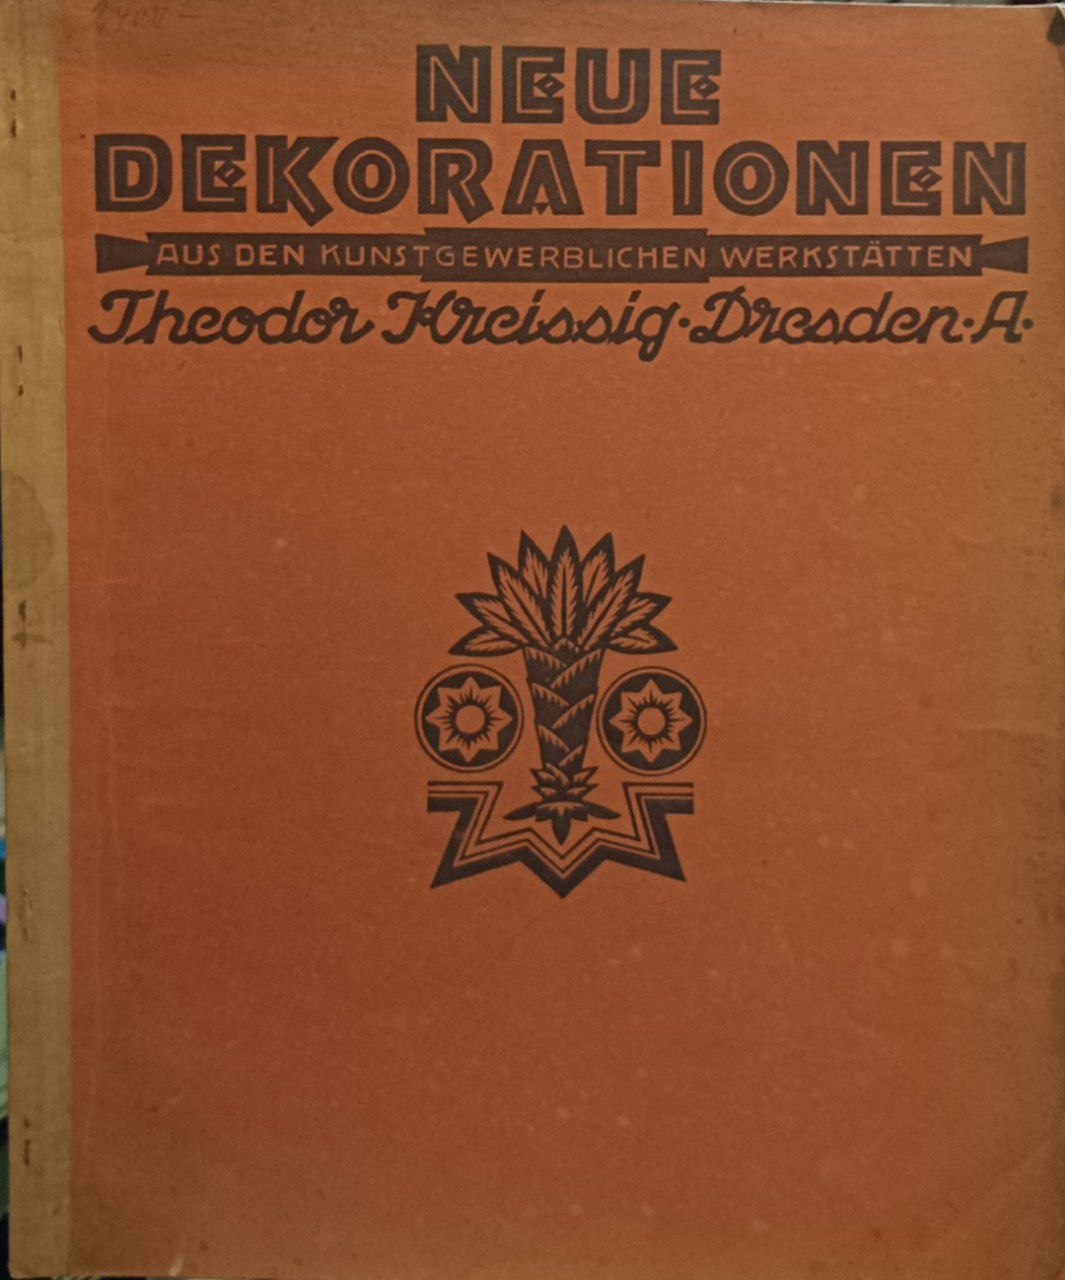 NEUE
DEKORATIONEN
AUS DEN KUNSTGEWERBLICHEN WERKSTÄTTEN
Theodor Kreissig · Dresden · A ·